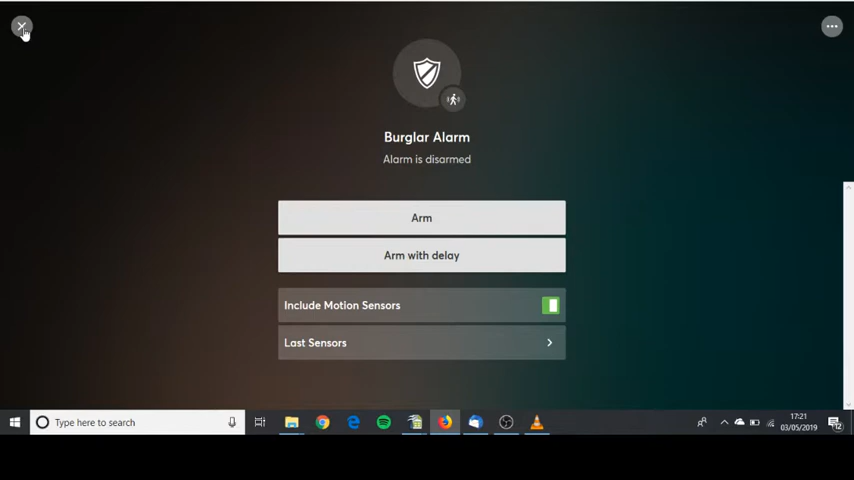 Burglar Alarm
Alarm is disarmed
Arm
Arm with delay
Include Motion Sensors
Last Sensors
Type here to search
17:21
03/05/2019
12